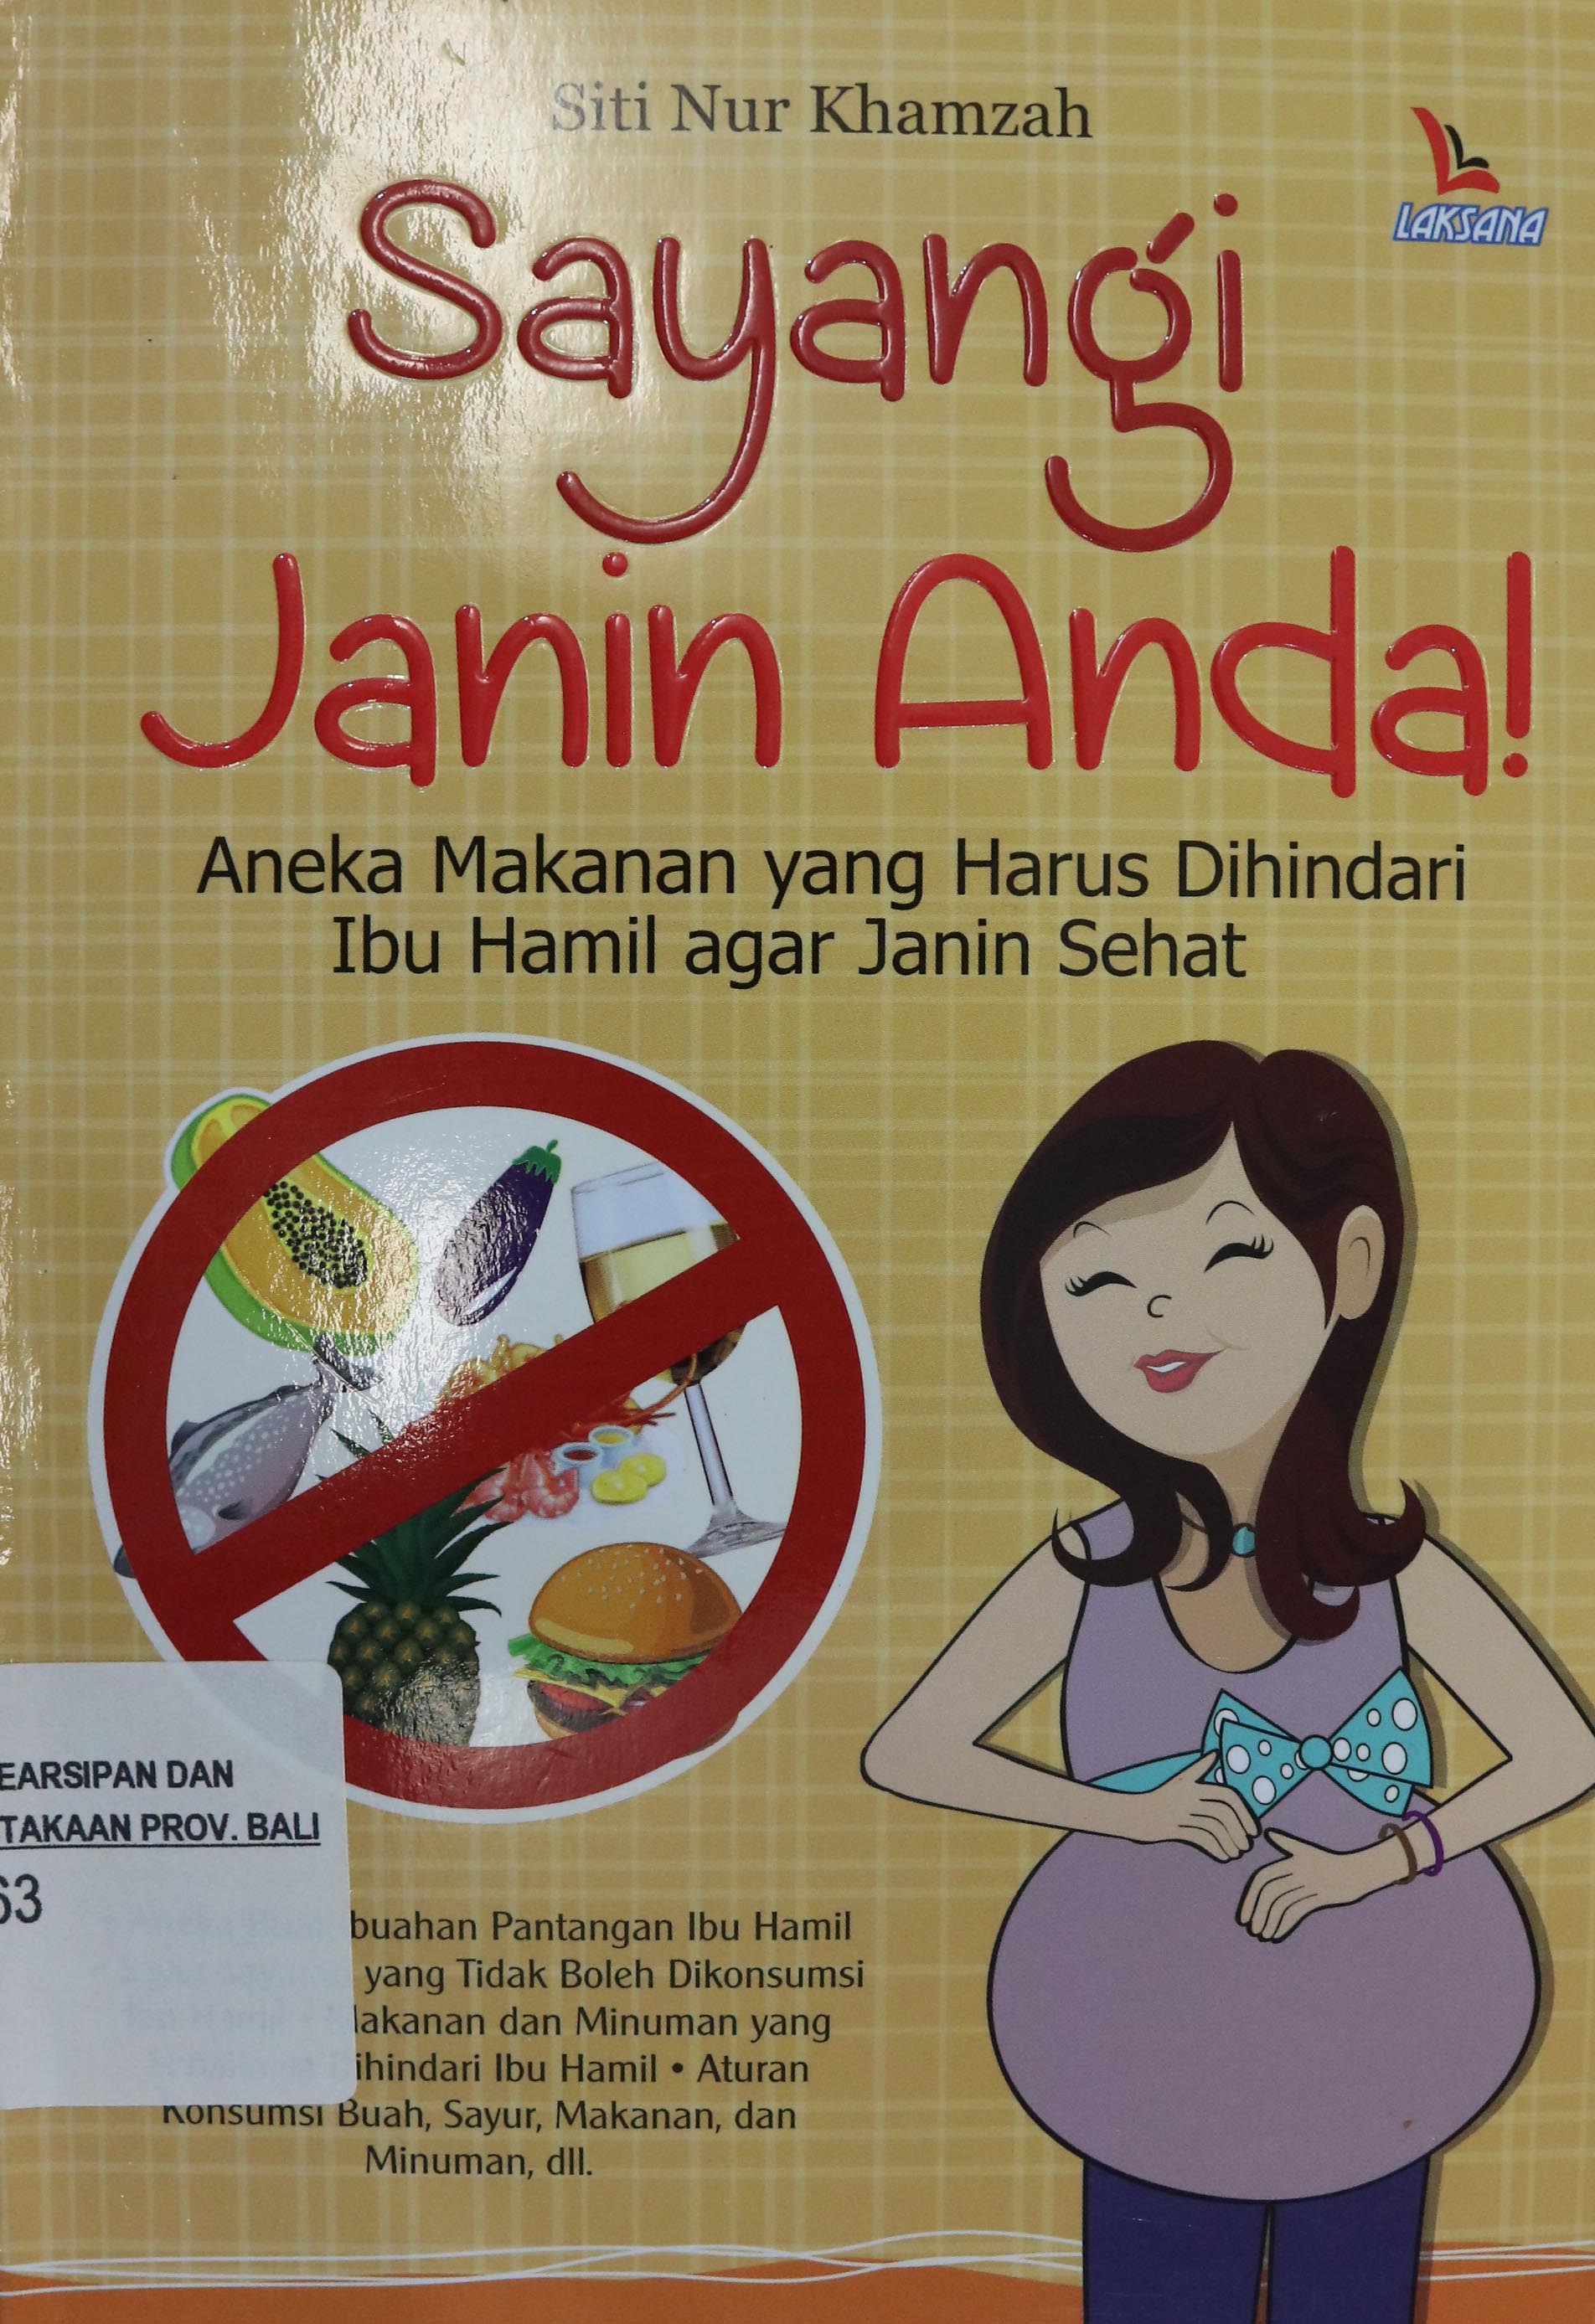 Siti Nur Khamzah
LAKSANA
Sayangi
Janin Anda!
Aneka Makanan yang Harus Dihindari
Ibu Hamil agar Janin Sehat
EARSIPAN DAN
TAKAAN PROV. BALI
63
buahan Pantangan Ibu Hamil
yang Tidak Boleh Dikonsumsi
akanan dan Minuman yang
ihindari Ibu Hamil • Aturan
Konsumsi Buah, Sayur, Makanan, dan
Minuman, dll.